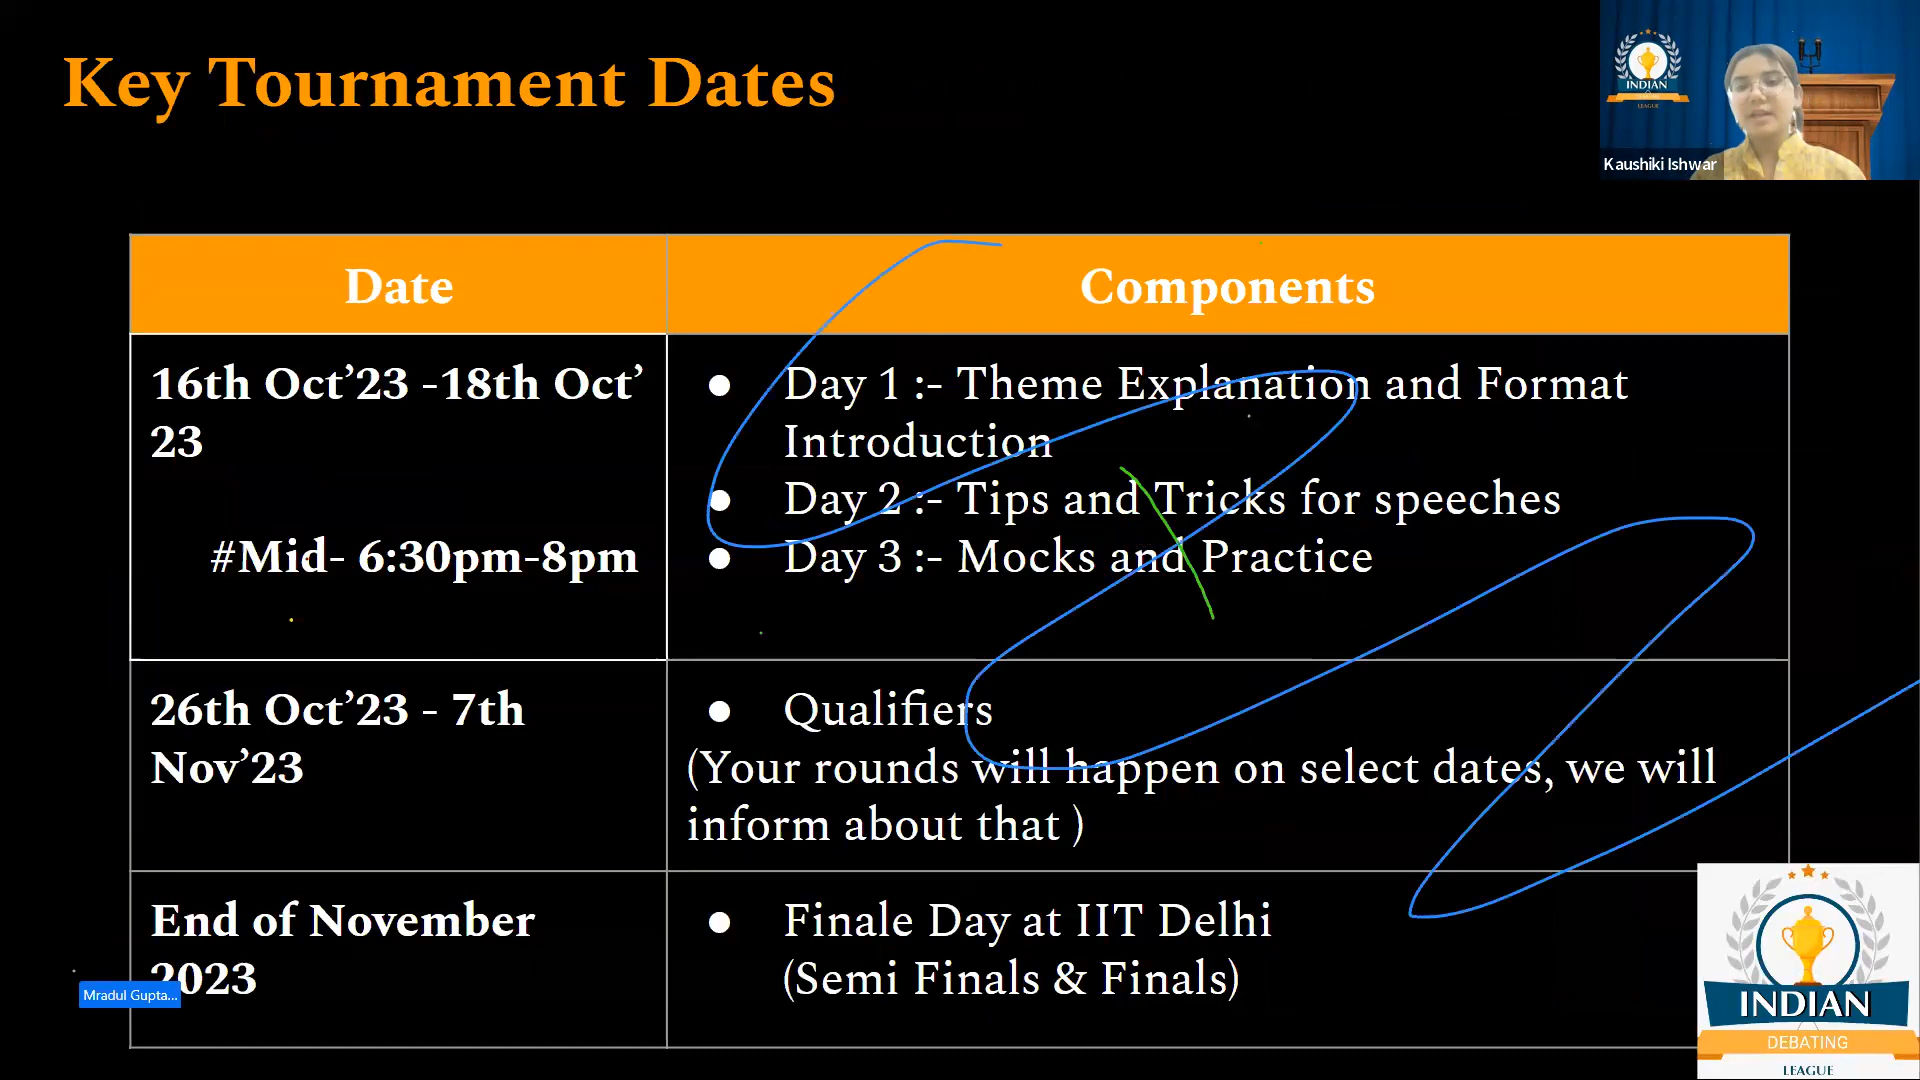 Key Tournament Dates
INDIAN
LEAGUE
Kaushiki Ishwar
Date
Components
16th Oct’23 -18th Oct’
23
#Mid- 6:30pm-8pm
● Day 1 :- Theme Explanation and Format
Introduction
● Day 2 :- Tips and Tricks for speeches
● Day 3 :- Mocks and Practice
26th Oct’23 - 7th
Nov’23
● Qualifiers
(Your rounds will happen on select dates, we will
inform about that )
End of November
2023
● Finale Day at IIT Delhi
(Semi Finals & Finals)
Mradul Gupta...
INDIAN
DEBATING
LEAGUE